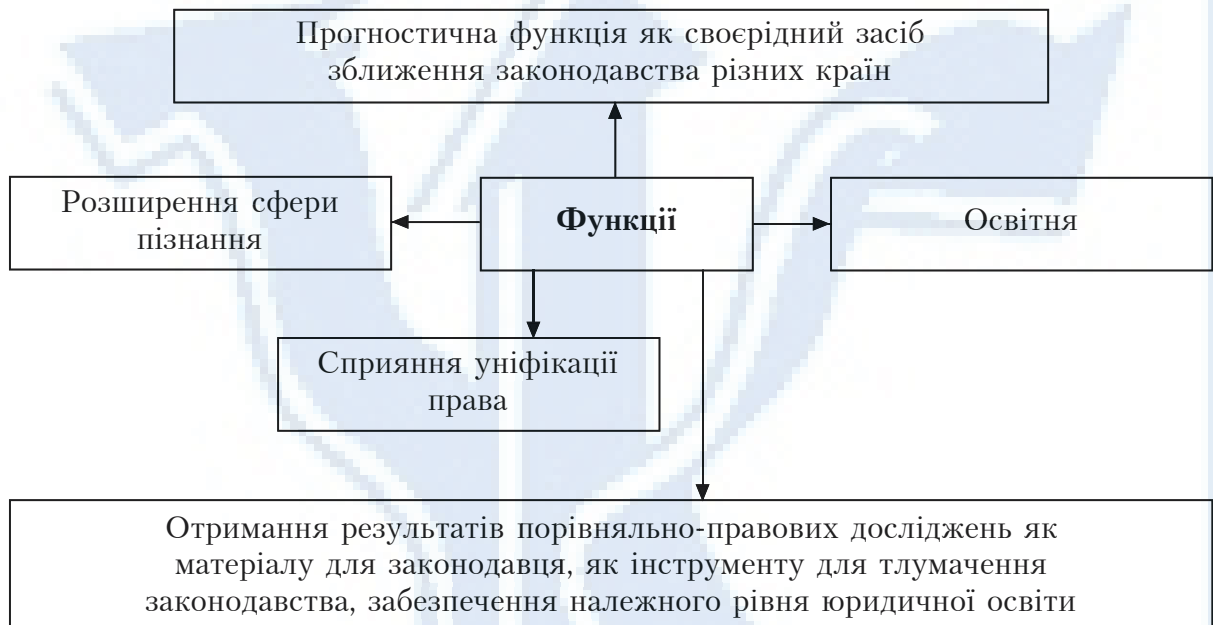 Прогностична функція як своєрідний засіб
зближення законодавства різних країн
Розширення сфери
пізнання
Функції
Освітня
Сприяння уніфікації
права
Отримання результатів порівняльно-правових досліджень як
матеріалу для законодавця, як інструменту для тлумачення
законодавства, забезпечення належного рівня юридичної освіти